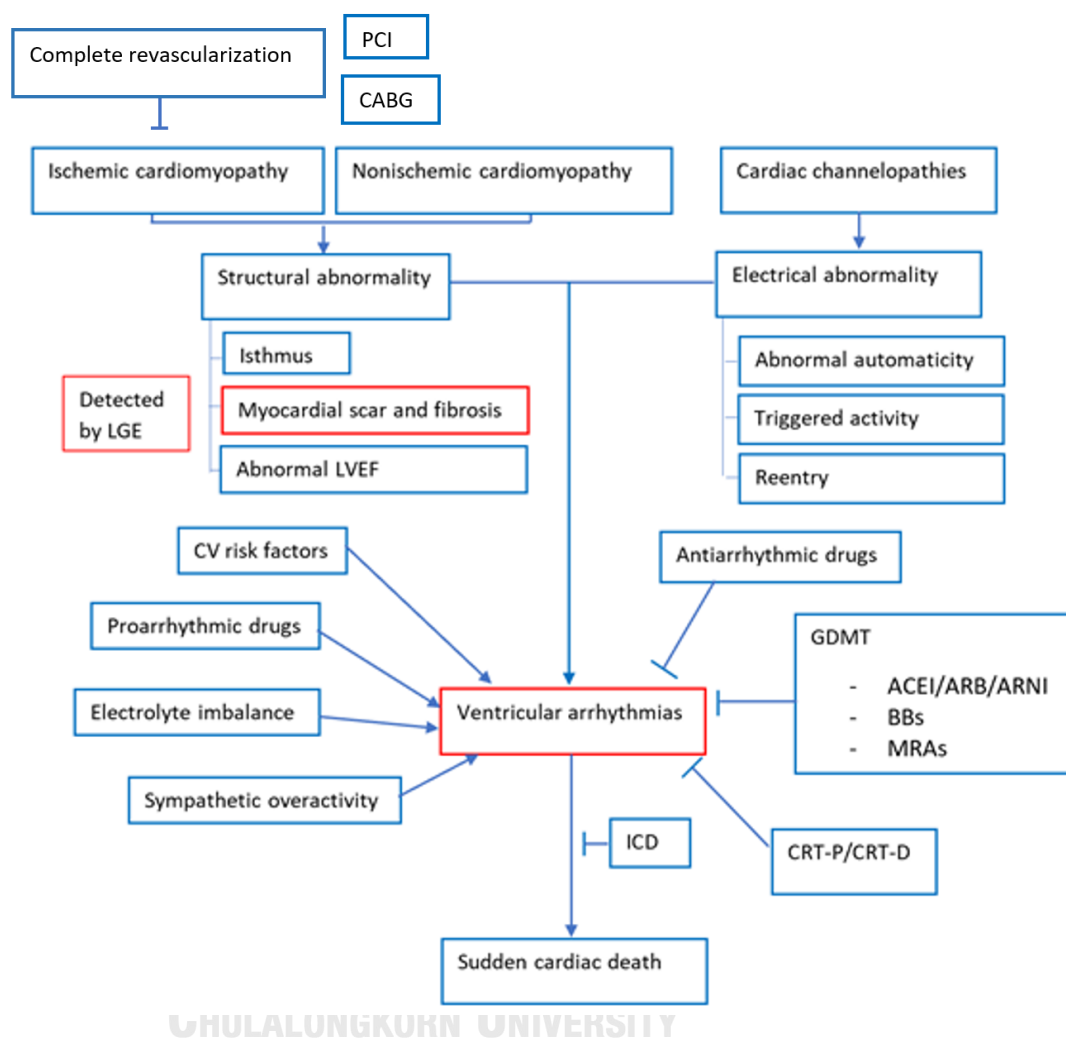 Complete revascularization
PCI
CABG
Ischemic cardiomyopathy
Nonischemic cardiomyopathy
Cardiac channelopathies
Structural abnormality
Electrical abnormality
Isthmus
Abnormal automaticity
Detected
by LGE
Myocardial scar and fibrosis
Triggered activity
Abnormal LVEF
Reentry
CV risk factors
Antiarrhythmic drugs
Proarrhythmic drugs
GDMT
- ACEI/ARB/ARNI
- BBs
- MRAs
Electrolyte imbalance
Ventricular arrhythmias
Sympathetic overactivity
ICD
CRT-P/CRT-D
Sudden cardiac death
CHULALONGKORN UNIVERSITY